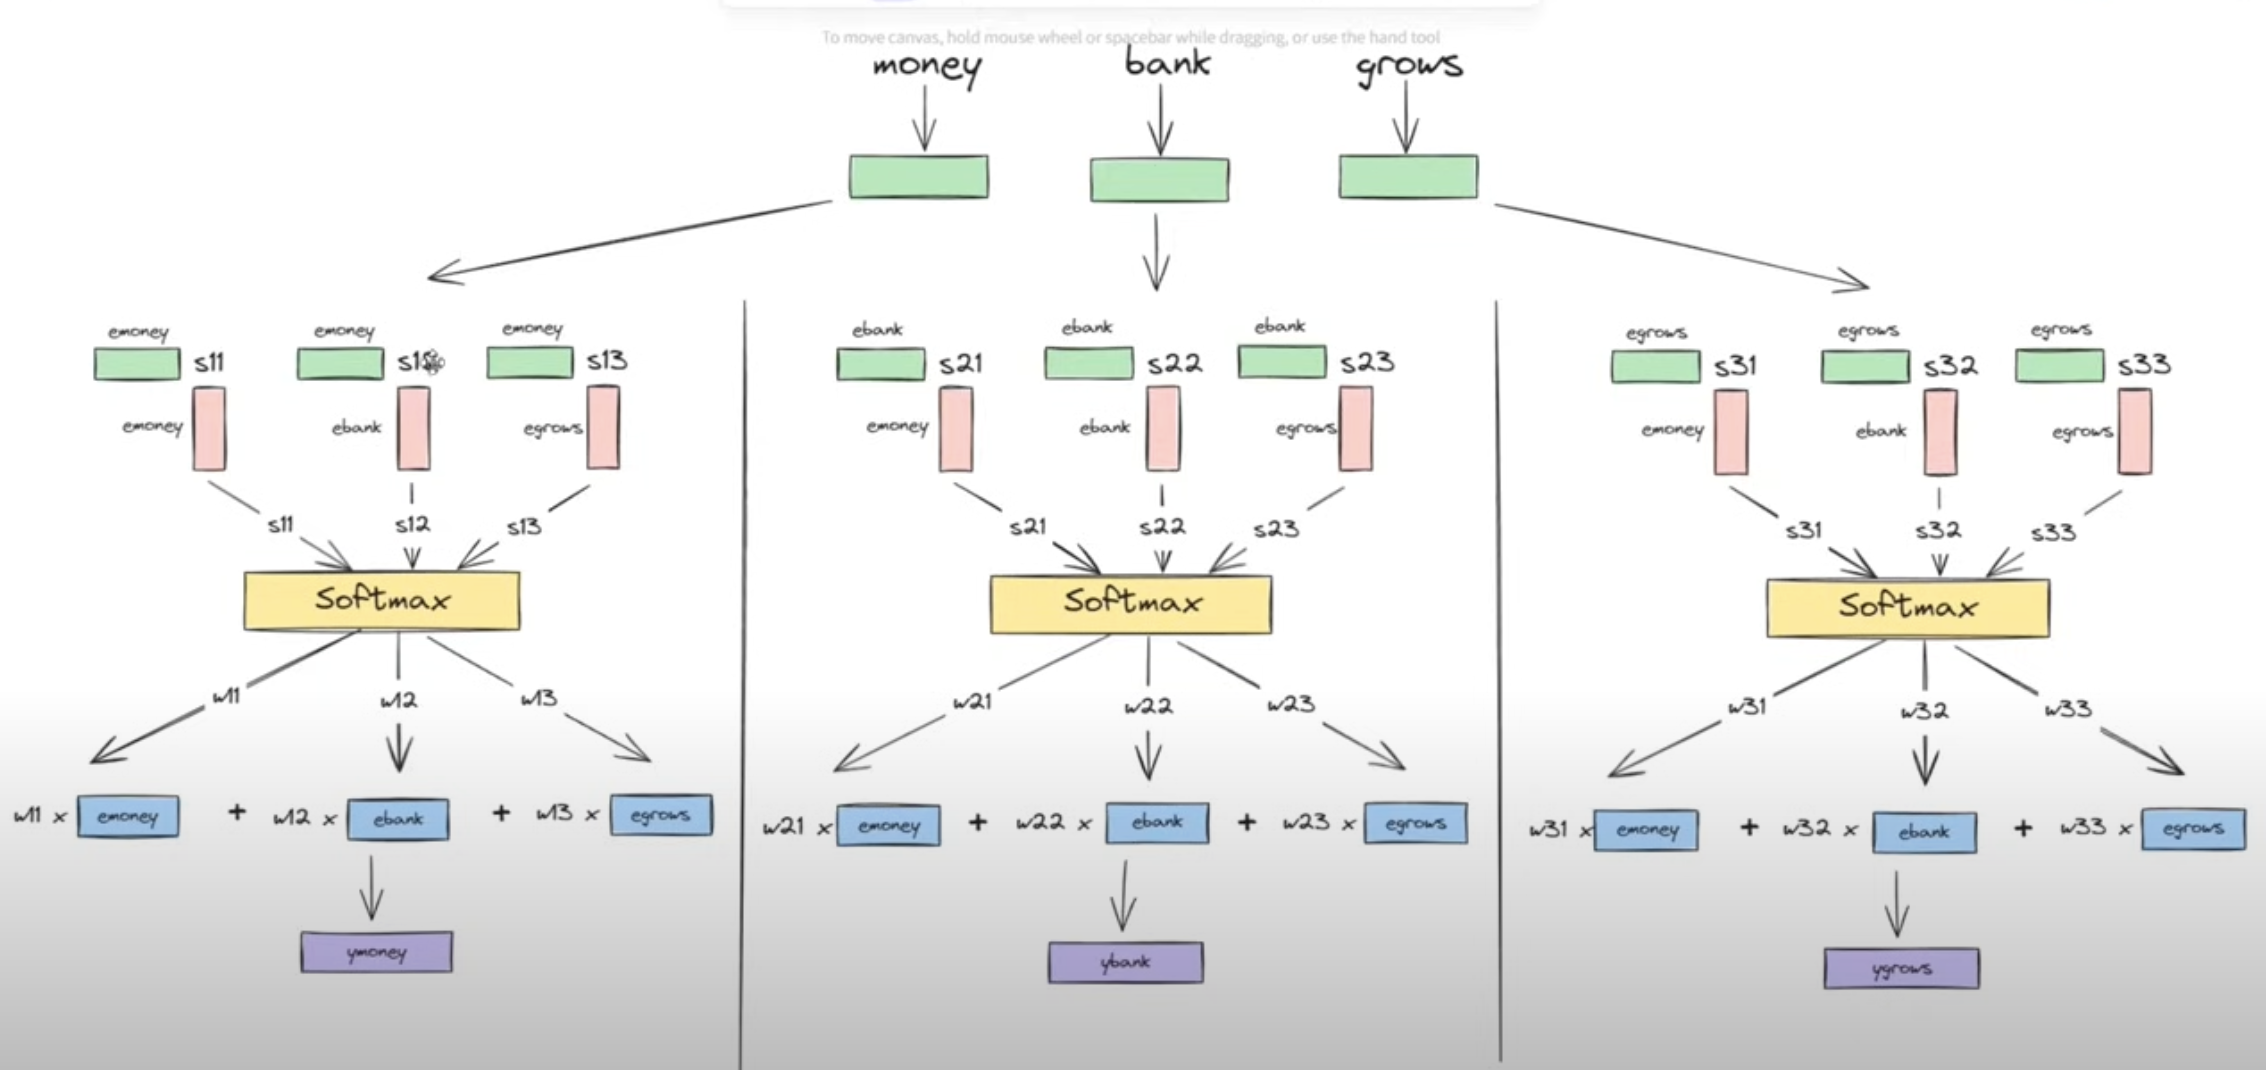 To move canvas, hold mouse wheel or spacebar while dragging, or use the hand tool
money bank grows
emoney emoney emoney ebank ebank ebank egrows egrows egrows
s11 s13 s21 s22 s23 s31 s32 s33
emoney ebank egrows emoney ebank egrows emoney ebank egrows
s11 s12 s13 s21 s22 s23 s31 s32 s33
Softmax Softmax Softmax
w11 w12 w13 w21 w22 w23 w31 w32 w33
w11 x emoney + w12 x ebank + w13 x egrows w21 x emoney + w22 x ebank + w23 x egrows w31 x emoney + w32 x ebank + w33 x egrows
ymoney ybank ygrows